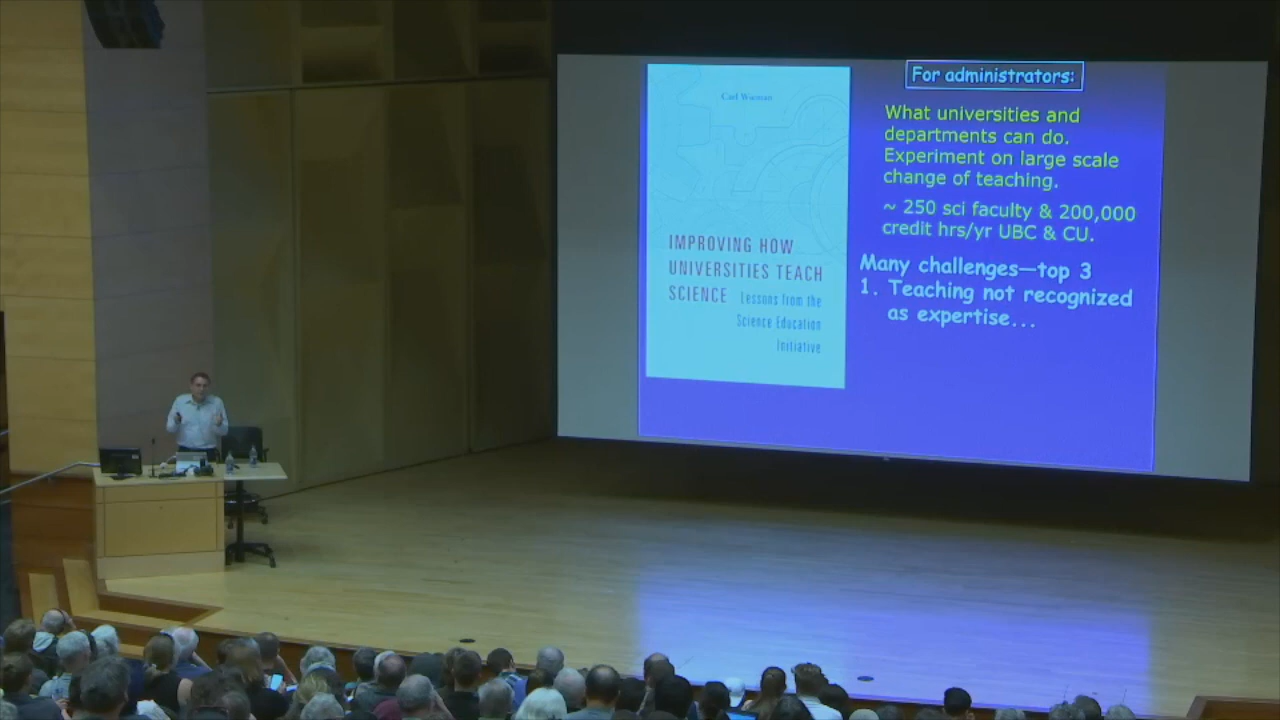 Carl Wieman
IMPROVING HOW
UNIVERSITIES TEACH
SCIENCE Lessons from the
Science Education
Initiative
For administrators:
What universities and
departments can do.
Experiment on large scale
change of teaching.
~ 250 sci faculty & 200,000
credit hrs/yr UBC & CU.
Many challenges—top 3
1. Teaching not recognized
as expertise...